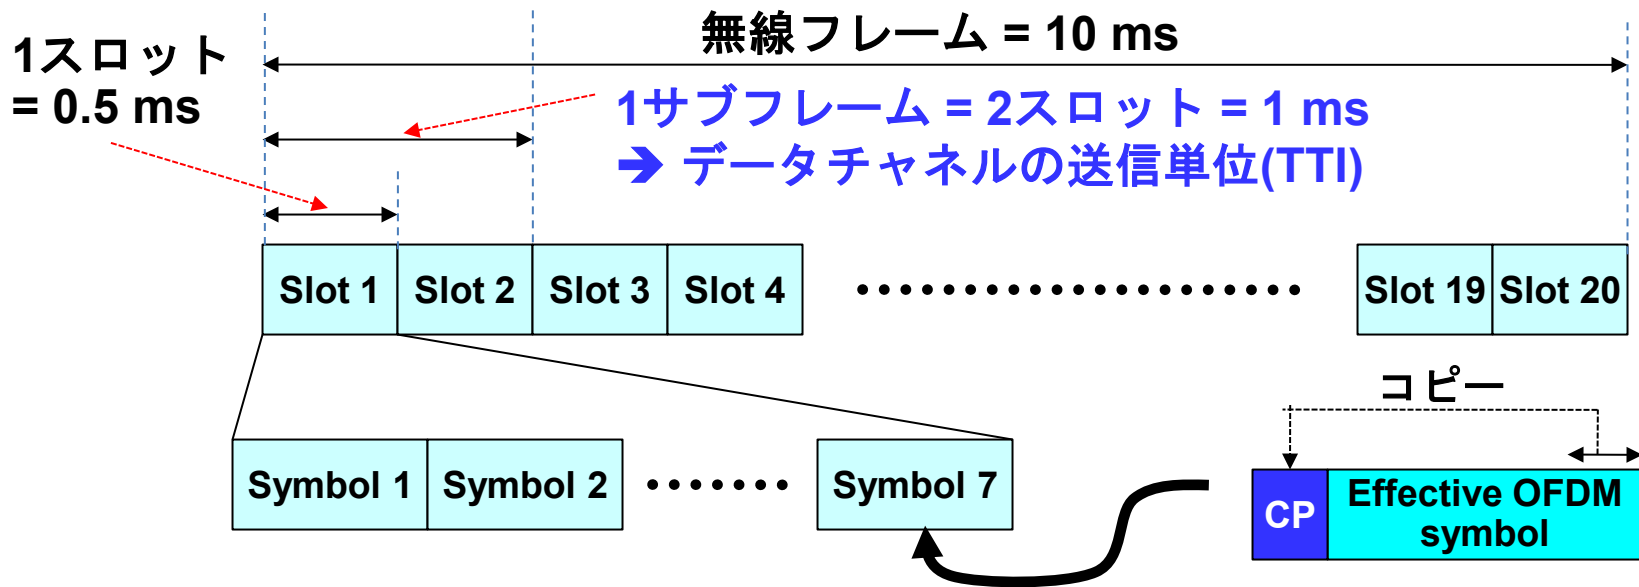 無線フレーム = 10 ms
1スロット
= 0.5 ms
1サブフレーム = 2スロット = 1 ms
➔ データチャネルの送信単位(TTI)
Slot 1 Slot 2 Slot 3 Slot 4 Slot 19 Slot 20
コピー
Symbol 1 Symbol 2 Symbol 7
CP
Effective OFDM
symbol